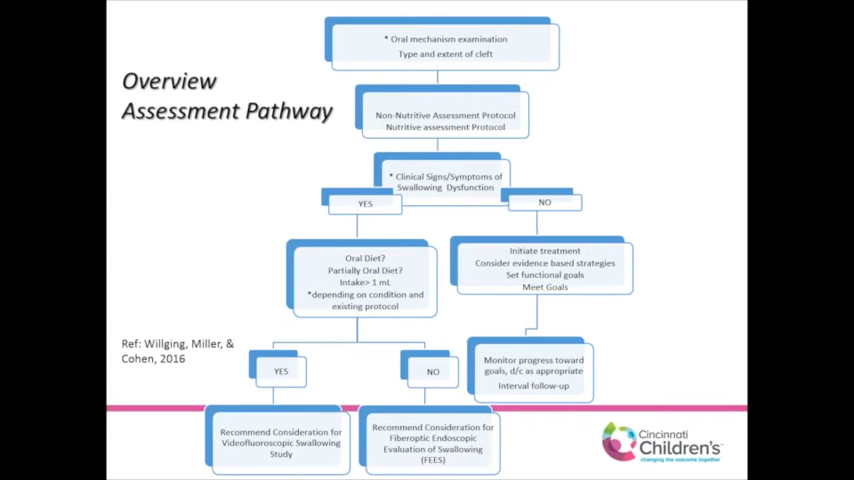 Overview
Assessment Pathway
* Oral mechanism examination
Type and extent of cleft
Non-Nutritive Assessment Protocol
Nutritive assessment Protocol
* Clinical Signs/Symptoms of
Swallowing Dysfunction
YES
NO
Oral Diet?
Partially Oral Diet?
Intake> 1 mL
*depending on condition and
existing protocol
Initiate treatment
Consider evidence based strategies
Set functional goals
Meet Goals
Ref: Willging, Miller, &
Cohen, 2016
YES
NO
Monitor progress toward
goals, d/c as appropriate
Interval follow-up
Recommend Consideration for
Videofluoroscopic Swallowing
Study
Recommend Consideration for
Fiberoptic Endoscopic
Evaluation of Swallowing
(FEES)
Cincinnati
Children's
changing the outcome together